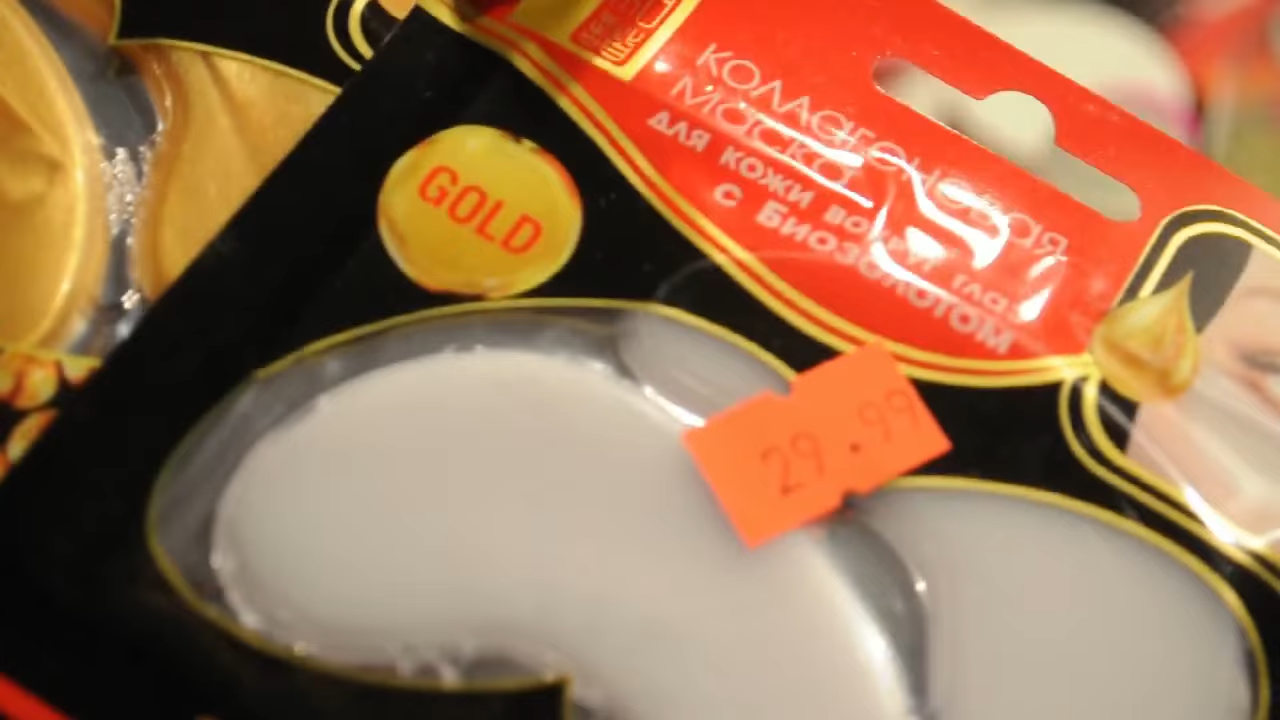 КОЛЛАГЕНОВАЯ
МАСКА
ДЛЯ КОЖИ ВОКРУГ ГЛАЗ
С БИОЗОЛОТОМ
GOLD
29.99